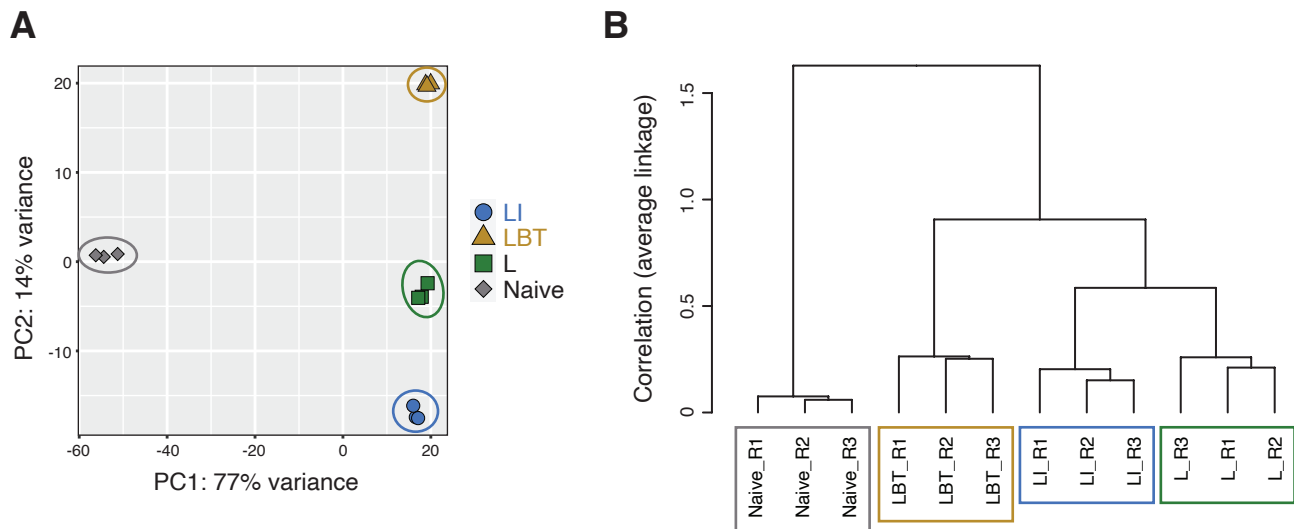 A
20
10
0
-10
-60
-40
-20
0
20
PC2: 14% variance
PC1: 77% variance
LI
LBT
L
Naive
B
Correlation (average linkage)
1.5
1.0
0.5
0
Naive_R1
Naive_R2
Naive_R3
LBT_R1
LBT_R2
LBT_R3
LI_R1
LI_R2
LI_R3
L_R3
L_R1
L_R2